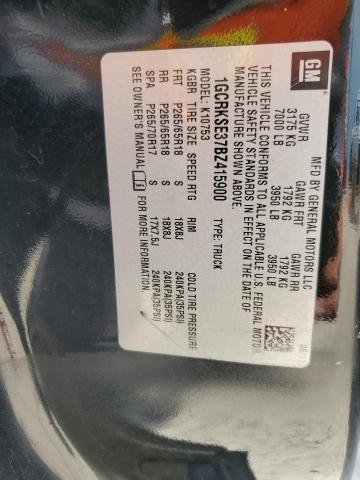 GM
MFD BY GENERAL MOTORS LLC
GVWR GAWR FRT GAWR RR
3175 KG 1792 KG 1792 KG
7000 LB 3950 LB 3950 LB
THIS VEHICLE CONFORMS TO ALL APPLICABLE U.S. FEDERAL MOTOR
VEHICLE SAFETY STANDARDS IN EFFECT ON THE DATE OF
MANUFACTURE SHOWN ABOVE.
1GCRKSE37BZ415900 TYPE: TRUCK
MODEL: K10753
KGBR TIRE SIZE SPEED RTG RIM COLD TIRE PRESSURE
FRT P265/65R18 S 18X8J 240KPA(35PSI)
RR P265/65R18 S 18X8J 240KPA(35PSI)
SPA P265/70R17 S 17X7.5J 240KPA(35PSI)
SEE OWNER'S MANUAL FOR MORE INFORMATION.